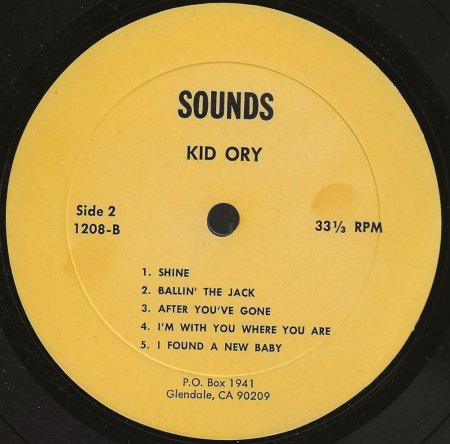 SOUNDS
KID ORY
Side 2
1208-B
33⅓ RPM
1. SHINE
2. BALLIN' THE JACK
3. AFTER YOU'VE GONE
4. I'M WITH YOU WHERE YOU ARE
5. I FOUND A NEW BABY
P.O. Box 1941
Glendale, CA 90209